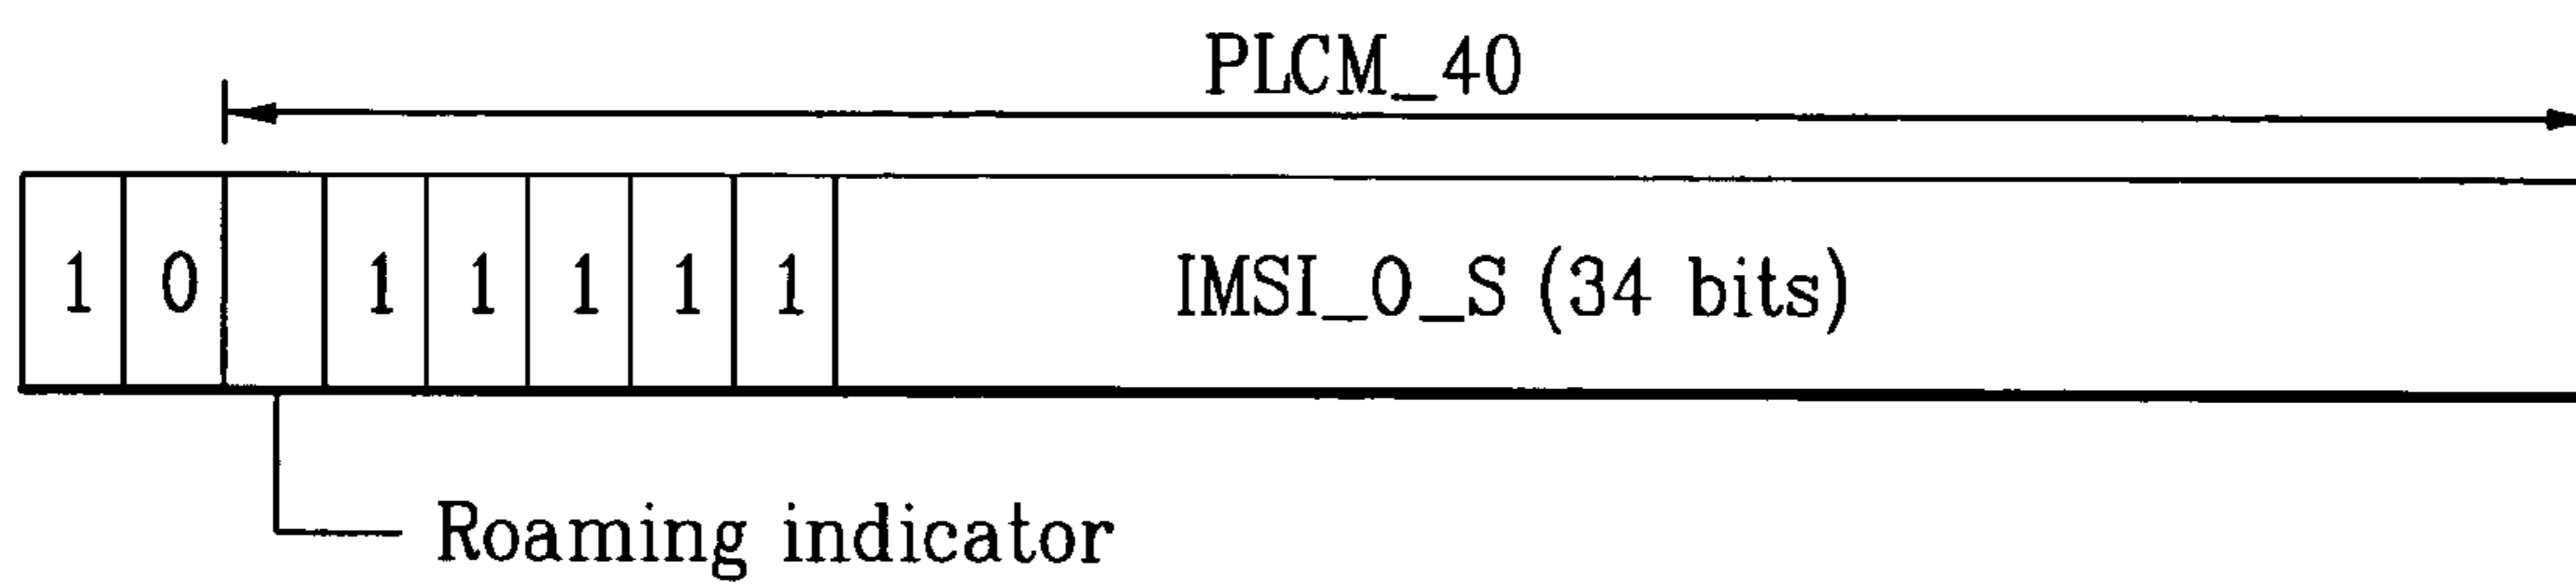 PLCM_40
1 0 1 1 1 1 1 IMSI_O_S (34 bits)
Roaming indicator